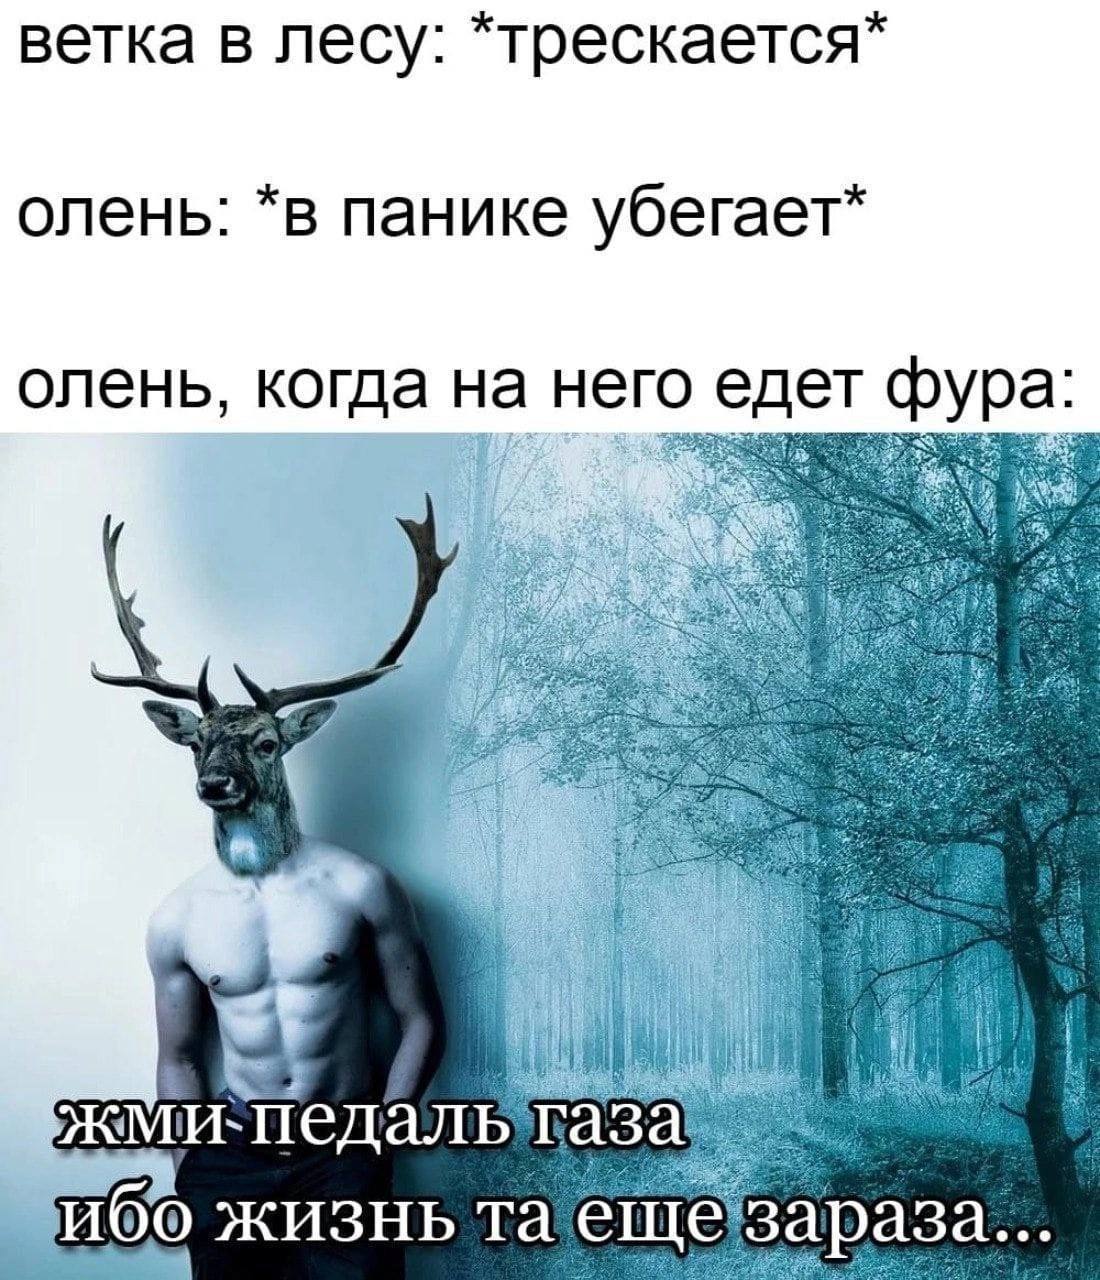 ветка в лесу: *трескается*
олень: *в панике убегает*
олень, когда на него едет фура:
жми педаль газа
ибо жизнь та еще зараза...